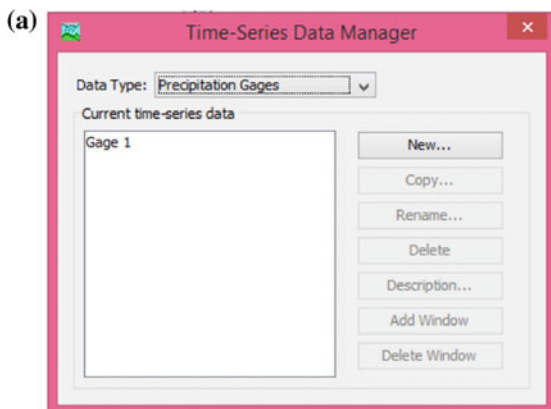 (a)
Time-Series Data Manager
Data Type: Precipitation Gages
Current time-series data
Gage 1
New...
Copy...
Rename...
Delete
Description...
Add Window
Delete Window